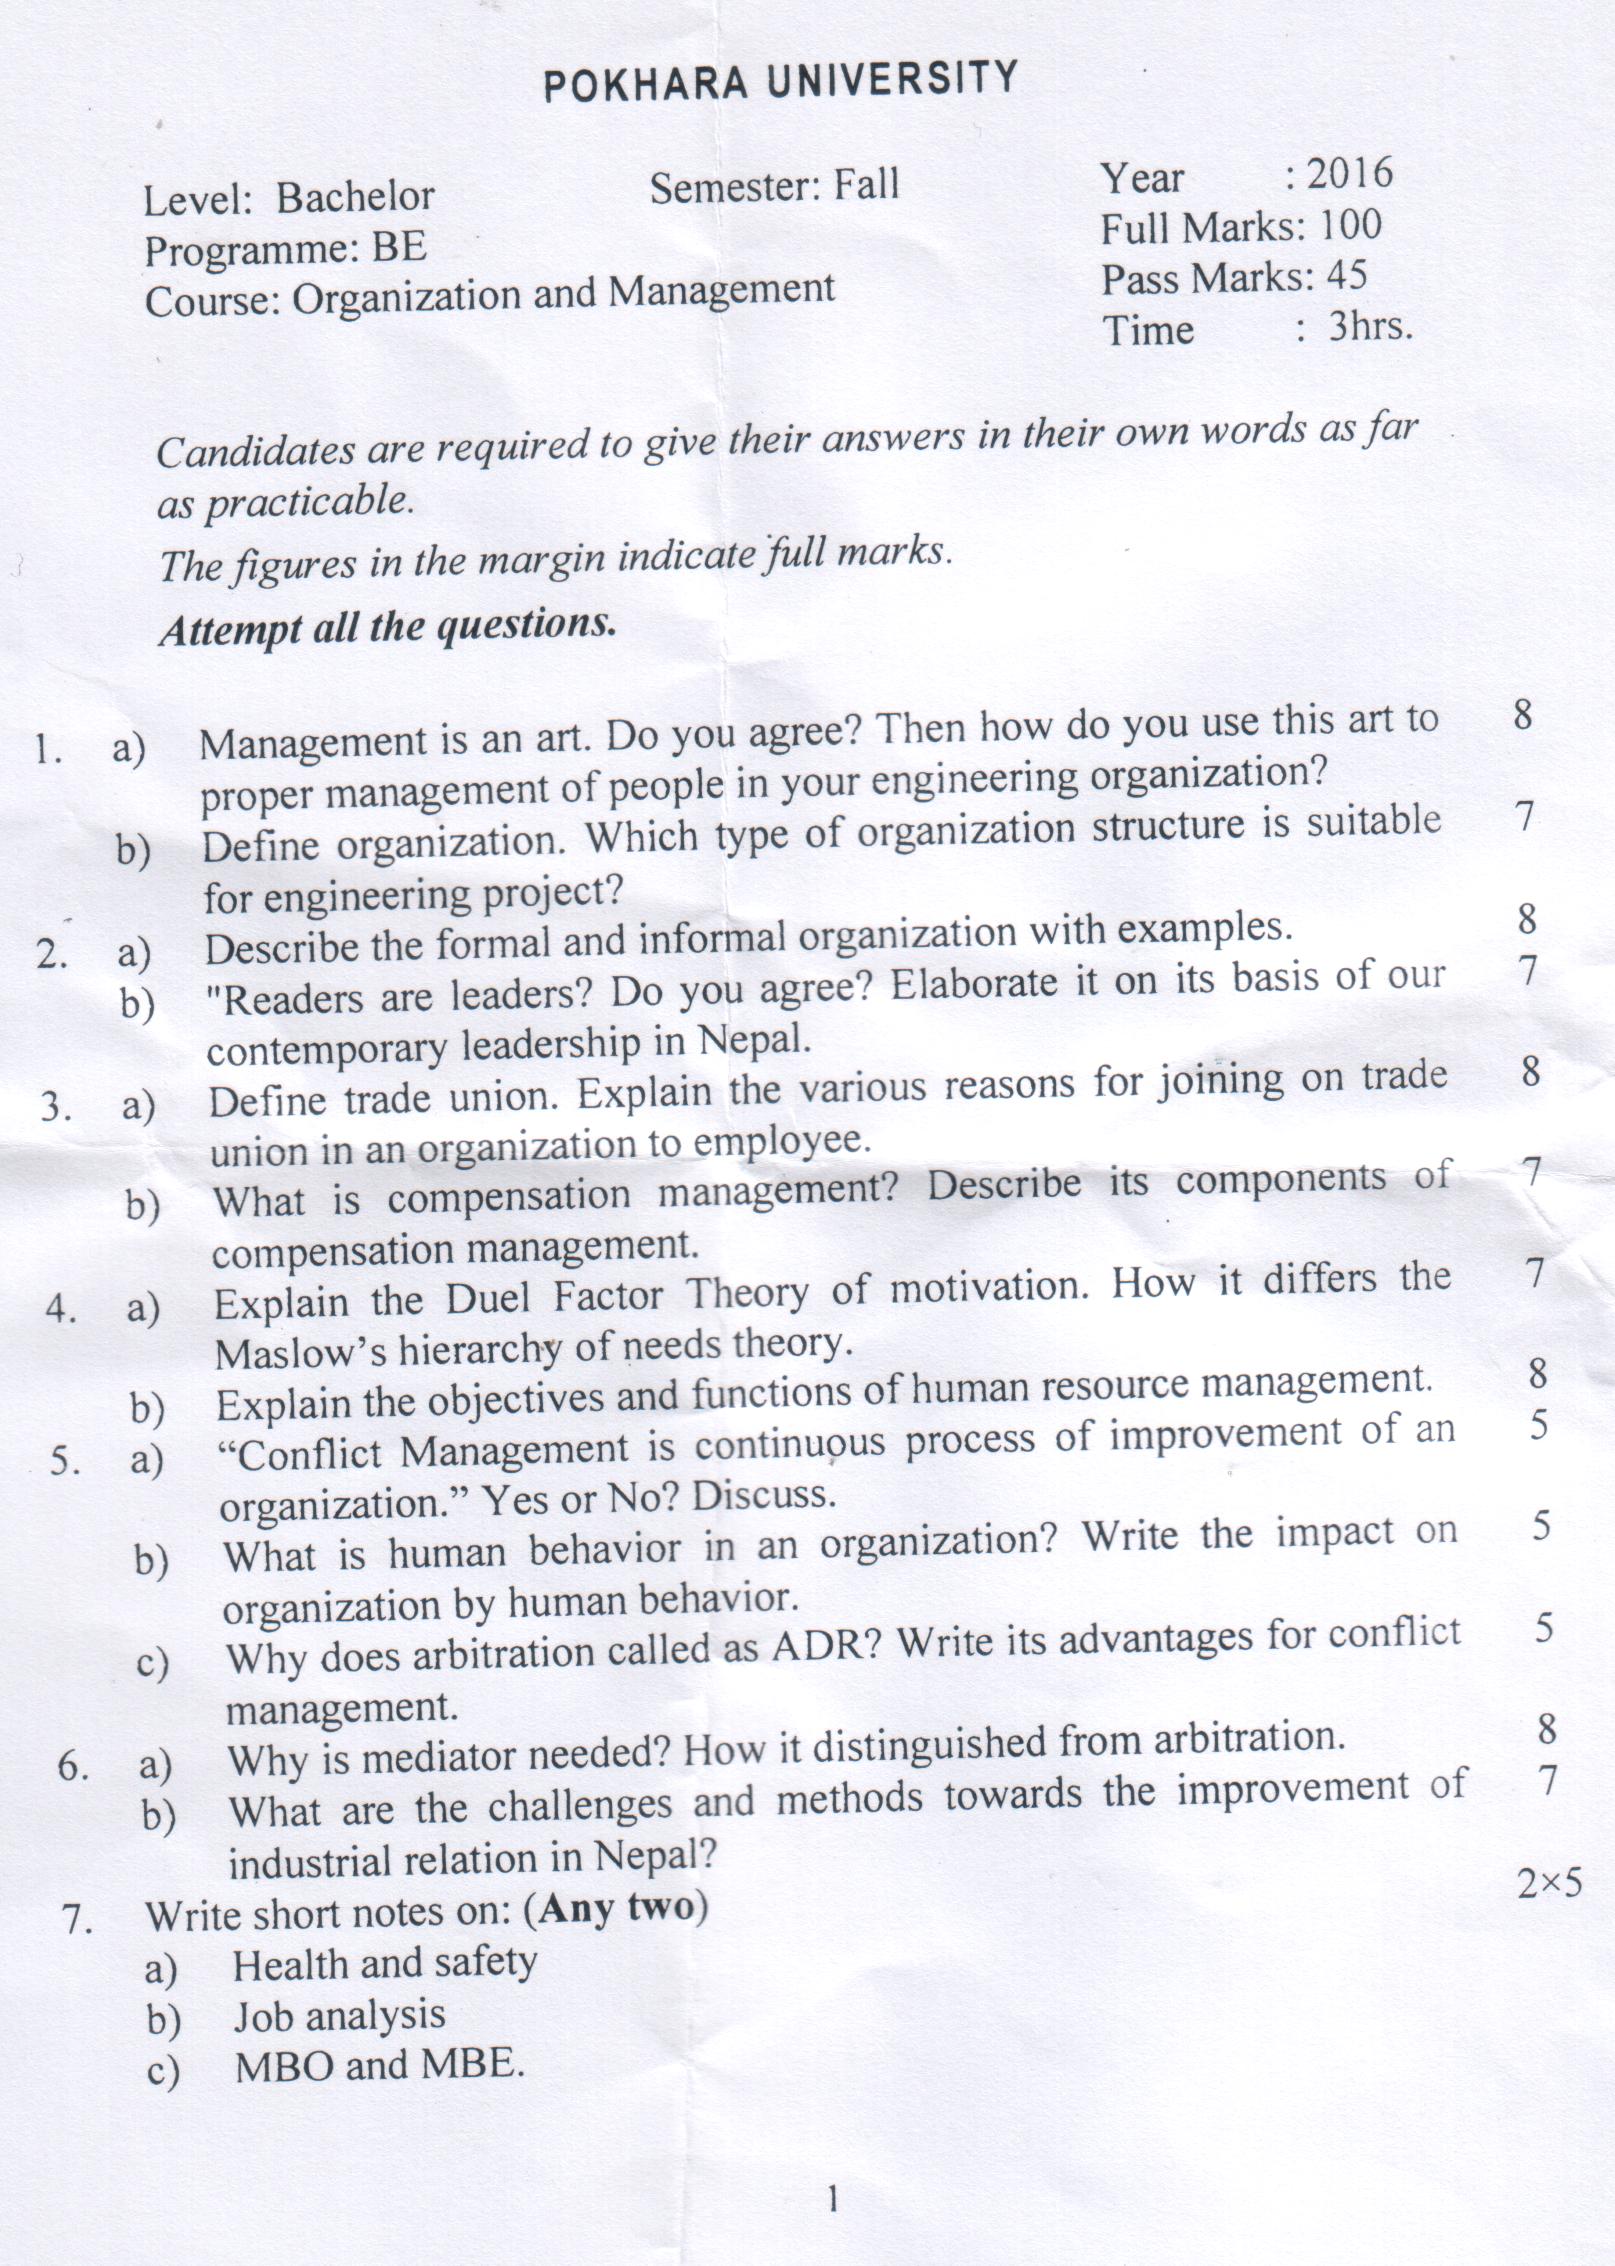 POKHARA UNIVERSITY
Level: Bachelor Semester: Fall Year : 2016
Programme: BE Full Marks: 100
Course: Organization and Management Pass Marks: 45
Time : 3hrs.
Candidates are required to give their answers in their own words as far
as practicable.
The figures in the margin indicate full marks.
Attempt all the questions.
1. a) Management is an art. Do you agree? Then how do you use this art to 8
proper management of people in your engineering organization?
b) Define organization. Which type of organization structure is suitable 7
for engineering project?
2. a) Describe the formal and informal organization with examples. 8
b) "Readers are leaders? Do you agree? Elaborate it on its basis of our 7
contemporary leadership in Nepal.
3. a) Define trade union. Explain the various reasons for joining on trade 8
union in an organization to employee.
b) What is compensation management? Describe its components of 7
compensation management.
4. a) Explain the Duel Factor Theory of motivation. How it differs the 7
Maslow's hierarchy of needs theory.
b) Explain the objectives and functions of human resource management. 8
5. a) “Conflict Management is continuous process of improvement of an 5
organization.” Yes or No? Discuss.
b) What is human behavior in an organization? Write the impact on 5
organization by human behavior.
c) Why does arbitration called as ADR? Write its advantages for conflict 5
management.
6. a) Why is mediator needed? How it distinguished from arbitration. 8
b) What are the challenges and methods towards the improvement of 7
industrial relation in Nepal?
7. Write short notes on: (Any two) 2×5
a) Health and safety
b) Job analysis
c) MBO and MBE.
1